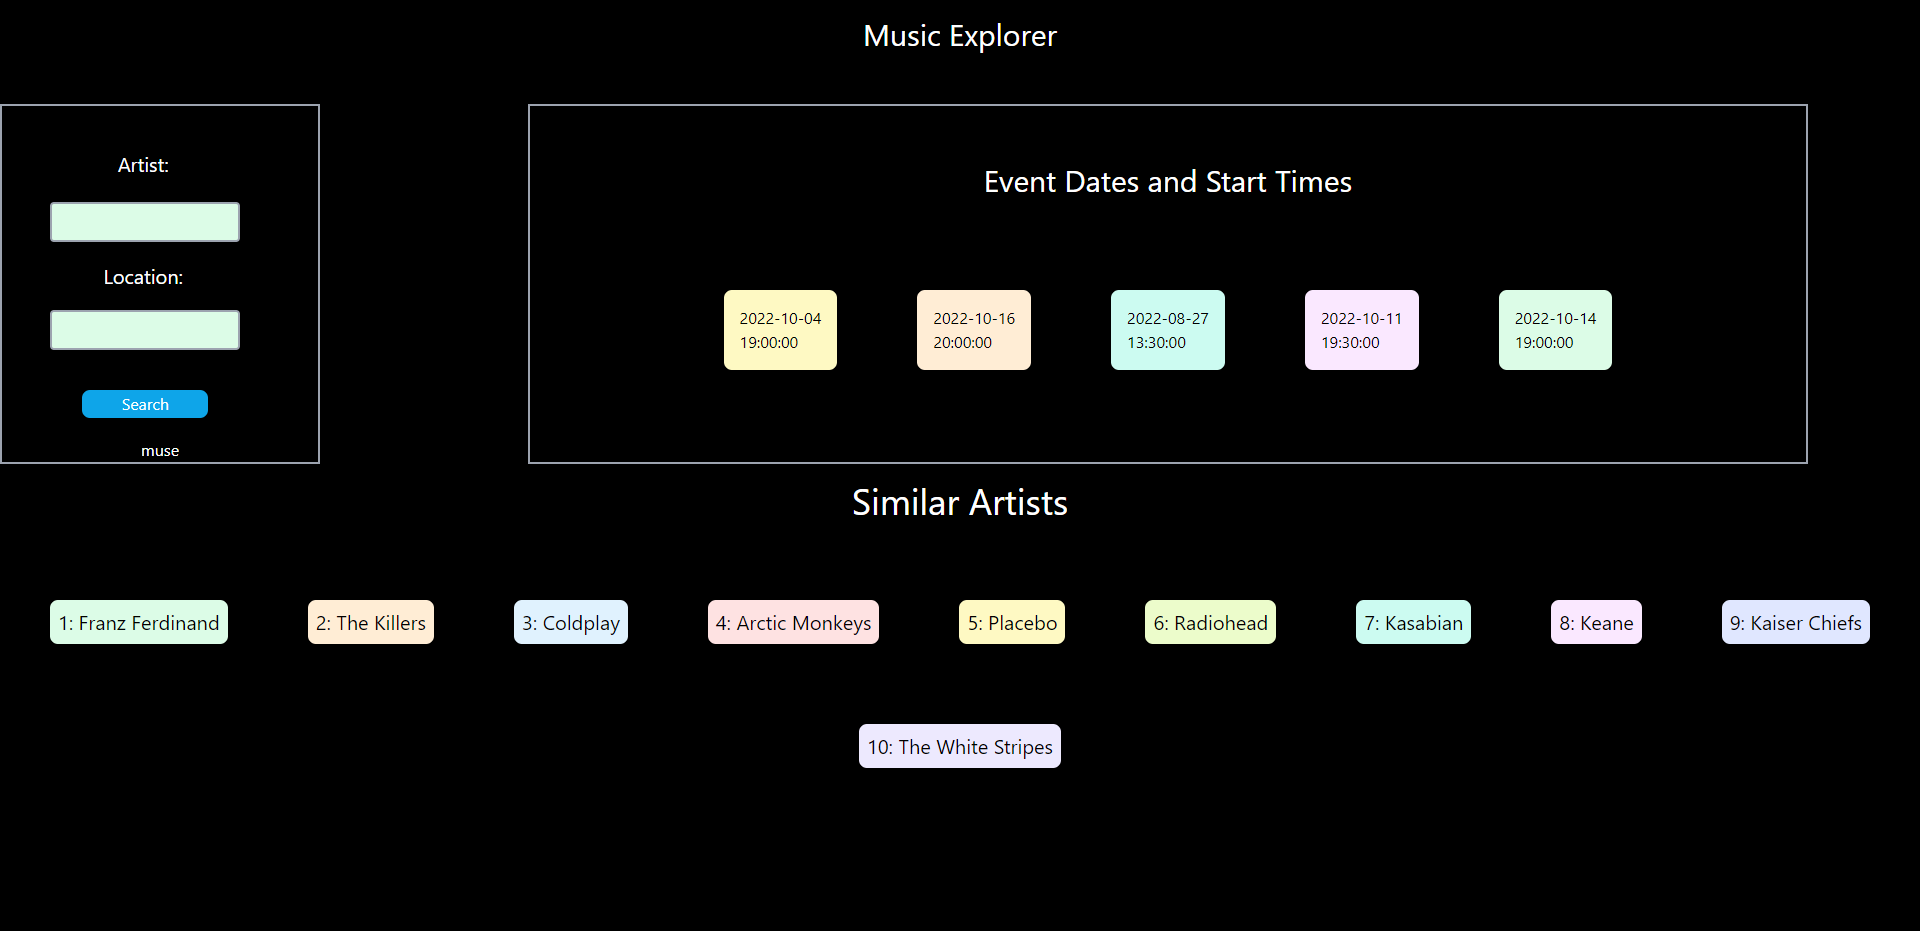 Music Explorer
Artist:
Location:
Search
muse
Event Dates and Start Times
2022-10-04
19:00:00
2022-10-16
20:00:00
2022-08-27
13:30:00
2022-10-11
19:30:00
2022-10-14
19:00:00
Similar Artists
1: Franz Ferdinand
2: The Killers
3: Coldplay
4: Arctic Monkeys
5: Placebo
6: Radiohead
7: Kasabian
8: Keane
9: Kaiser Chiefs
10: The White Stripes